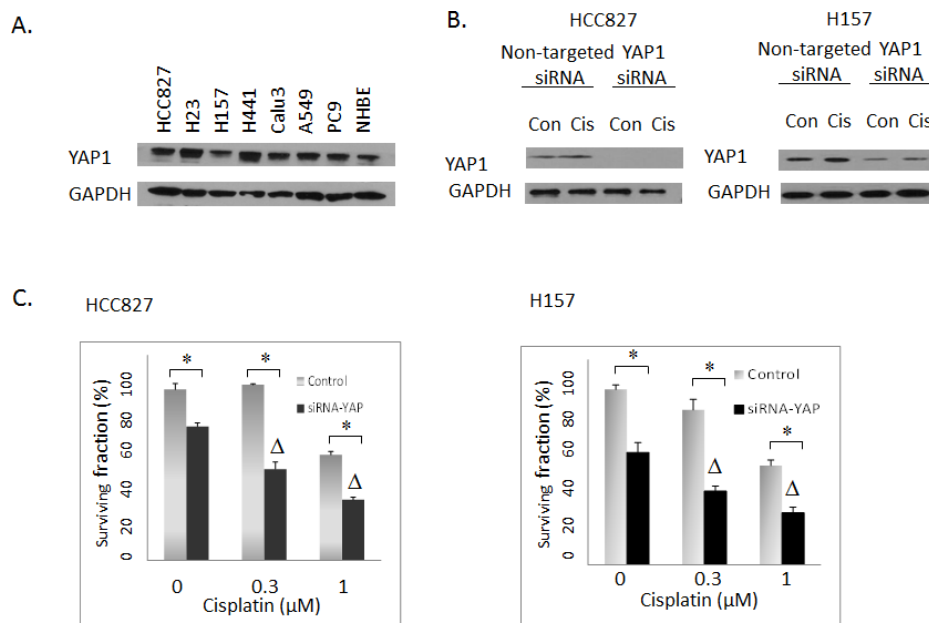 A.
HCC827 H23 H157 H441 Calu3 A549 PC9 NHBE
YAP1
GAPDH
B.
HCC827
Non-targeted YAP1
siRNA siRNA
Con Cis Con Cis
YAP1
GAPDH
H157
Non-targeted YAP1
siRNA siRNA
Con Cis Con Cis
YAP1
GAPDH
C.
HCC827
Surviving fraction (%)
0 20 40 60 80 100
* * *
Δ Δ
Control
siRNA-YAP
0 0.3 1
Cisplatin (µM)
H157
Surviving fraction (%)
0 20 40 60 80 100
* * *
Δ Δ
Control
siRNA-YAP
0 0.3 1
Cisplatin (µM)